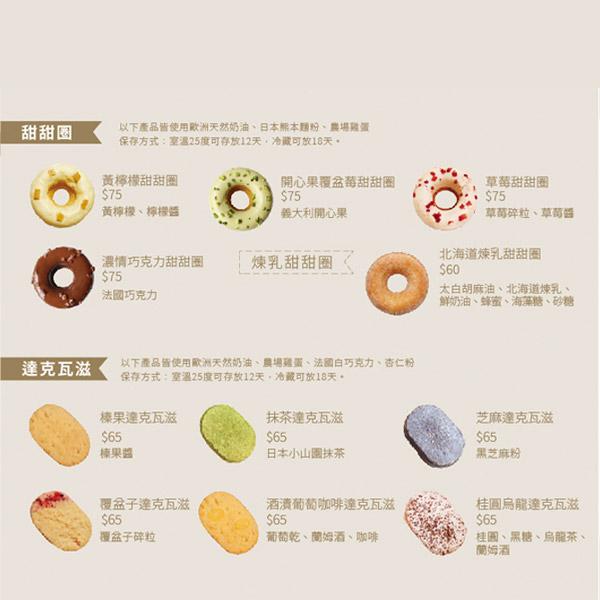 甜甜圈
以下產品皆使用歐洲天然奶油、日本熊本麵粉、農場雞蛋
保存方式：室溫25度可存放12天，冷藏可放18天。
黃檸檬甜甜圈
$75
黃檸檬、檸檬醬
開心果覆盆莓甜甜圈
$75
義大利開心果
草莓甜甜圈
$75
草莓碎粒、草莓醬
濃情巧克力甜甜圈
$75
法國巧克力
煉乳甜甜圈
北海道煉乳甜甜圈
$60
太白胡麻油、北海道煉乳、
鮮奶油、蜂蜜、海藻糖、砂糖
達克瓦滋
以下產品皆使用歐洲天然奶油、農場雞蛋、法國白巧克力、杏仁粉
保存方式：室溫25度可存放12天，冷藏可放18天。
榛果達克瓦滋
$65
榛果醬
抹茶達克瓦滋
$65
日本小山園抹茶
芝麻達克瓦滋
$65
黑芝麻粉
覆盆子達克瓦滋
$65
覆盆子碎粒
酒漬葡萄咖啡達克瓦滋
$65
葡萄乾、蘭姆酒、咖啡
桂圓烏龍達克瓦滋
$65
桂圓、黑糖、烏龍茶、
蘭姆酒